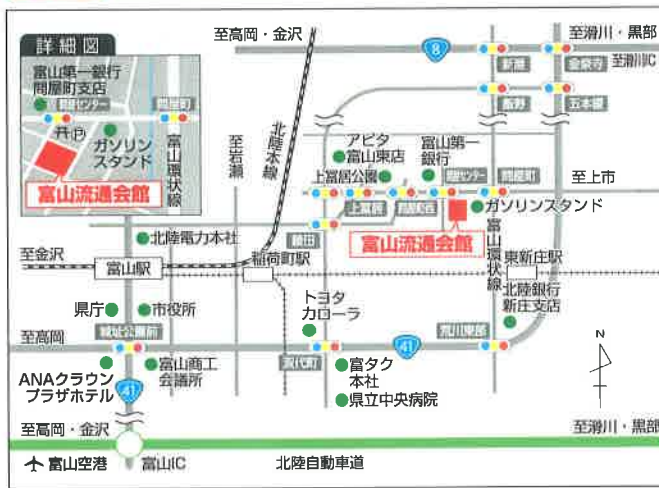 詳細図
富山第一銀行
問屋町支店
問屋センター
問屋町
ガソリン
スタンド
富山環状線
富山流通会館
至高岡・金沢
8
至滑川・黒部
至滑川IC
新屋
金泉寺
飯野
五本榎
北陸本線
至岩瀬
アピタ
富山東店
富山第一
銀行
上冨居公園
上冨居
問屋町西
問屋センター
問屋町
至上市
ガソリンスタンド
富山流通会館
富山環状線
鍋田
北陸電力本社
至金沢
富山駅
稲荷町駅
東新庄駅
北陸銀行
新庄支店
県庁
市役所
トヨタ
カローラ
至高岡
城址公園前
双代町
41
荒川東部
富山商工
会議所
富タク
本社
県立中央病院
ANAクラウン
プラザホテル
41
N
至高岡・金沢
至滑川・黒部
富山空港
富山IC
北陸自動車道